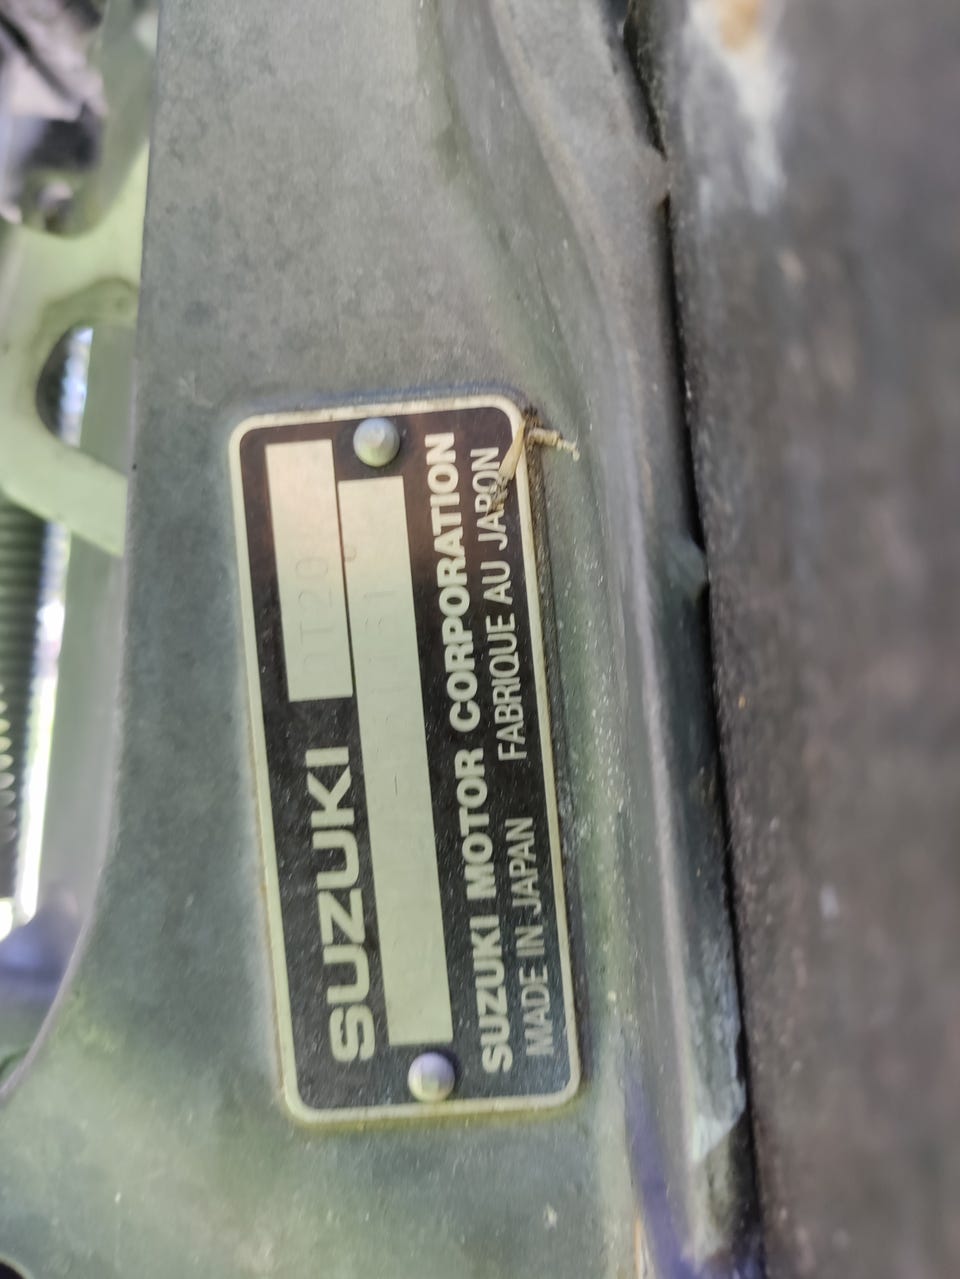 SUZUKI DT20
SUZUKI MOTOR CORPORATION
MADE IN JAPAN FABRIQUE AU JAPON